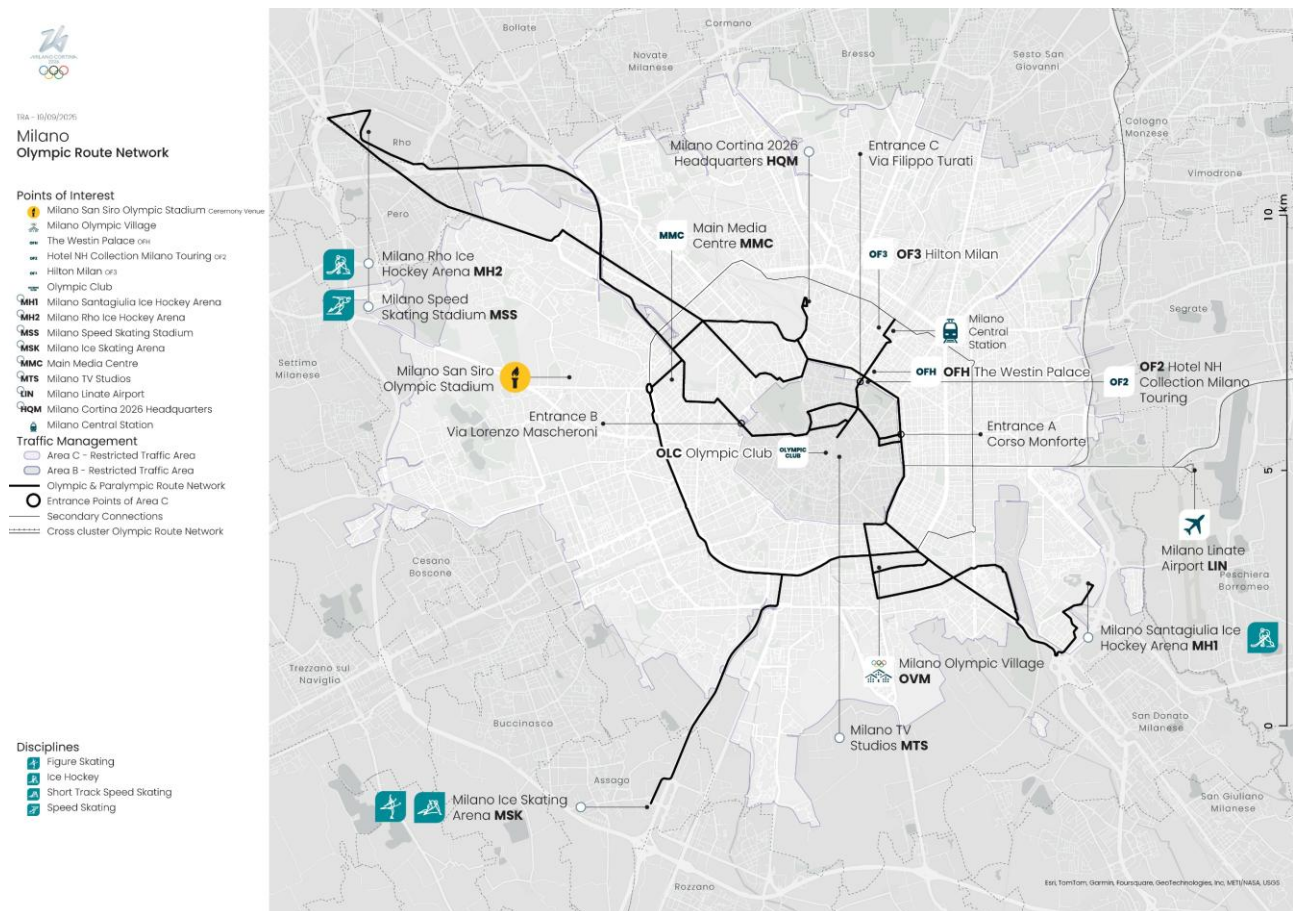 MILANO CORTINA
2026
TBA - 19/09/2025
Milano
Olympic Route Network
Points of Interest
Milano San Siro Olympic Stadium Ceremony Venue
Milano Olympic Village
OFH The Westin Palace OFH
OF2 Hotel NH Collection Milano Touring OF2
OF3 Hilton Milan OF3
Olympic Club
MH1 Milano Santagiulia Ice Hockey Arena
MH2 Milano Rho Ice Hockey Arena
MSS Milano Speed Skating Stadium
MSK Milano Ice Skating Arena
MMC Main Media Centre
MTS Milano TV Studios
LIN Milano Linate Airport
HQM Milano Cortina 2026 Headquarters
Milano Central Station
Traffic Management
Area C - Restricted Traffic Area
Area B - Restricted Traffic Area
Olympic & Paralympic Route Network
Entrance Points of Area C
Secondary Connections
Cross cluster Olympic Route Network
Disciplines
Figure Skating
Ice Hockey
Short Track Speed Skating
Speed Skating
Bollate
Cormano
Novate
Milanese
Bresso
Sesto San
Giovanni
Cologno
Monzese
Rho
Milano Cortina 2026
Headquarters HQM
Entrance C
Via Filippo Turati
Vimodrone
Pero
10
km
MMC
Main Media
Centre MMC
OF3
OF3 Hilton Milan
Milano Rho Ice
Hockey Arena MH2
Milano Speed
Skating Stadium MSS
Segrate
Milano
Central
Station
Settimo
Milanese
Milano San Siro
Olympic Stadium
OFH
OFH The Westin Palace
OF2
OF2 Hotel NH
Collection Milano
Touring
Entrance B
Via Lorenzo Mascheroni
Entrance A
Corso Monforte
OLC Olympic Club
OLYMPIC
CLUB
5
Milano Linate
Airport LIN
Cesano
Boscone
Peschiera
Borromeo
Milano Santagiulia Ice
Hockey Arena MH1
Trezzano sul
Naviglio
Milano Olympic Village
OVM
Buccinasco
San Donato
Milanese
0
Milano TV
Studios MTS
Assago
Milano Ice Skating
Arena MSK
San Giuliano
Milanese
Rozzano
Esri, TomTom, Garmin, Foursquare, GeoTechnologies, Inc, METI/NASA, USGS